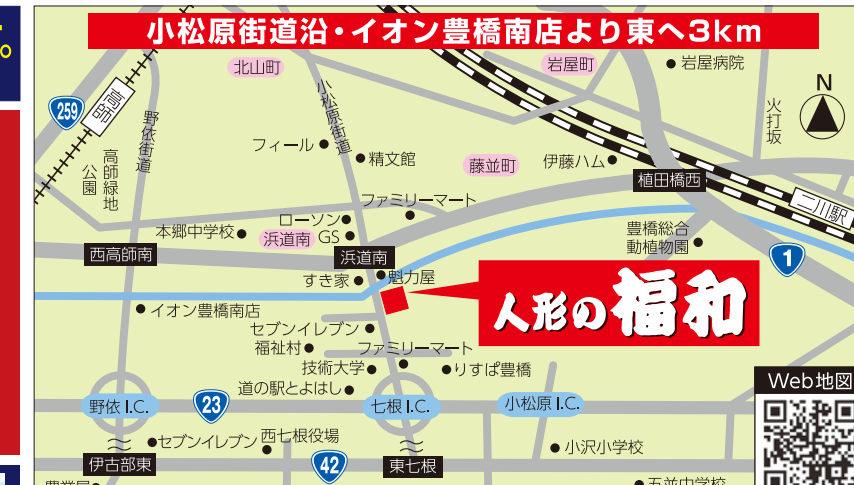 小松原街道沿・イオン豊橋南店より東へ3km
北山町
岩屋町
岩屋病院
N
259
高師
野依街道
小松原街道
火打坂
フィール
精文館
高師緑地
公園
藤並町
伊藤ハム
植田橋西
二川駅
ファミリーマート
ローソン
本郷中学校
浜道南
GS
豊橋総合
動植物園
西高師南
浜道南
1
すき家
魁力屋
人形の福和
イオン豊橋南店
セブンイレブン
福祉村
ファミリーマート
技術大学
りすぱ豊橋
道の駅とよはし
Web地図
野依 I.C.
23
七根 I.C.
小松原 I.C.
セブンイレブン
西七根役場
小沢小学校
伊古部東
42
東七根
五並中学校